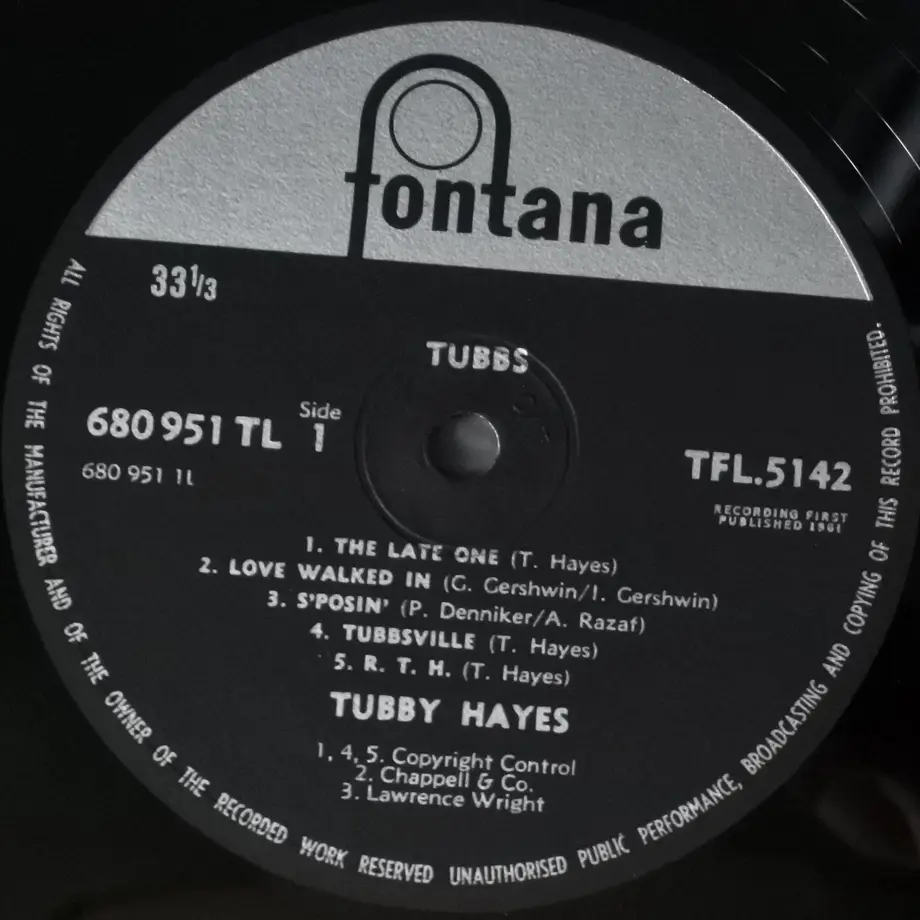 fontana
33 1/3
TUBBS
680 951 TL
Side
1
680 951 1L
TFL.5142
RECORDING FIRST
PUBLISHED 1961
1. THE LATE ONE (T. Hayes)
2. LOVE WALKED IN (G. Gershwin/I. Gershwin)
3. S'POSIN' (P. Denniker/A. Razaf)
4. TUBBSVILLE (T. Hayes)
5. R. T. H. (T. Hayes)
TUBBY HAYES
1, 4, 5. Copyright Control
2. Chappell & Co.
3. Lawrence Wright
ALL RIGHTS OF THE MANUFACTURER AND OF THE OWNER OF THE RECORDED WORK RESERVED UNAUTHORISED PUBLIC PERFORMANCE, BROADCASTING AND COPYING OF THIS RECORD PROHIBITED.